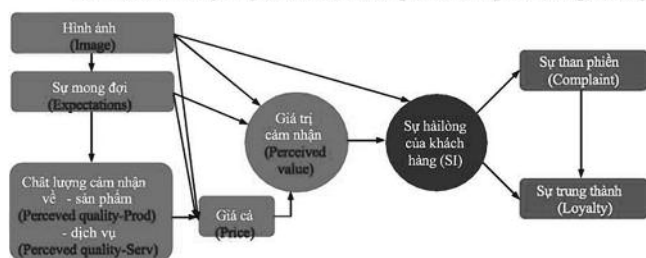 Hình ảnh
(Image)
Sự mong đợi
(Expectations)
Chất lượng cảm nhận
về - sản phẩm
(Perceved quality-Prod)
- dịch vụ
(Perceved quality-Serv)
Giá cả
(Price)
Giá trị
cảm nhận
(Perceived
value)
Sự hàilòng
của khách
hàng (SI)
Sự than phiền
(Complaint)
Sự trung thành
(Loyalty)